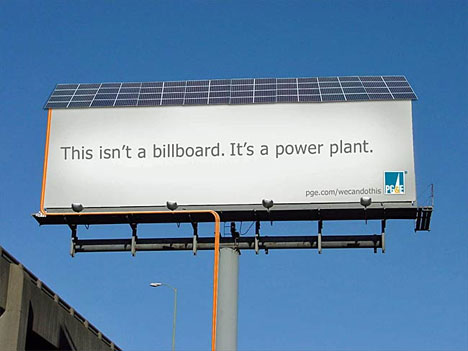 This isn't a billboard. It's a power plant.
pge.com/wecandothis
PG&E